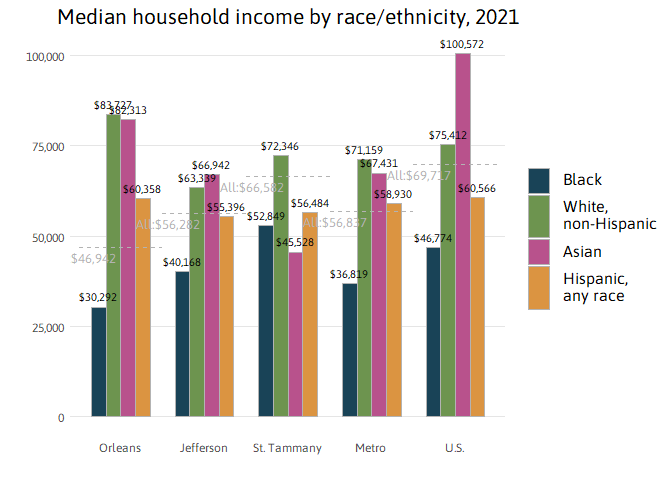 Median household income by race/ethnicity, 2021
100,000
75,000
50,000
25,000
0
$30,292
$83,727
$82,313
$60,358
$46,942
$40,168
$63,339
$66,942
$55,396
All:$56,282
$52,849
$72,346
$45,528
$56,484
All:$66,582
$36,819
$71,159
$67,431
$58,930
All:$56,837
$46,774
$75,412
$100,572
$60,566
All:$69,717
Orleans
Jefferson
St. Tammany
Metro
U.S.
Black
White,
non-Hispanic
Asian
Hispanic,
any race